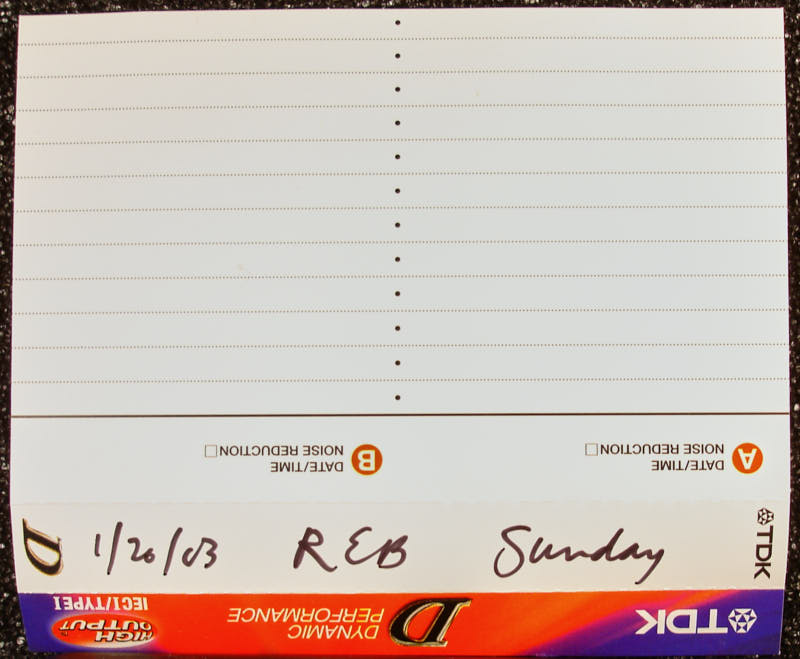 A DATE/TIME
NOISE REDUCTION
B DATE/TIME
NOISE REDUCTION
D 1/20/03 REB Sunday TDK
TDK D DYNAMIC PERFORMANCE HIGH OUTPUT IECI/TYPE I